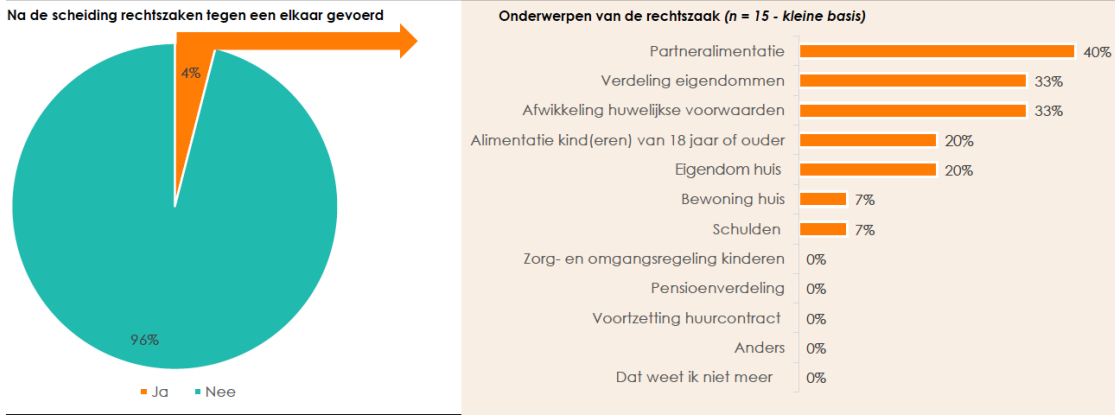 Na de scheiding rechtszaken tegen een elkaar gevoerd
4%
96%
Ja Nee
Onderwerpen van de rechtszaak (n = 15 - kleine basis)
Partneralimentatie 40%
Verdeling eigendommen 33%
Afwikkeling huwelijkse voorwaarden 33%
Alimentatie kind(eren) van 18 jaar of ouder 20%
Eigendom huis 20%
Bewoning huis 7%
Schulden 7%
Zorg- en omgangsregeling kinderen 0%
Pensioenverdeling 0%
Voortzetting huurcontract 0%
Anders 0%
Dat weet ik niet meer 0%